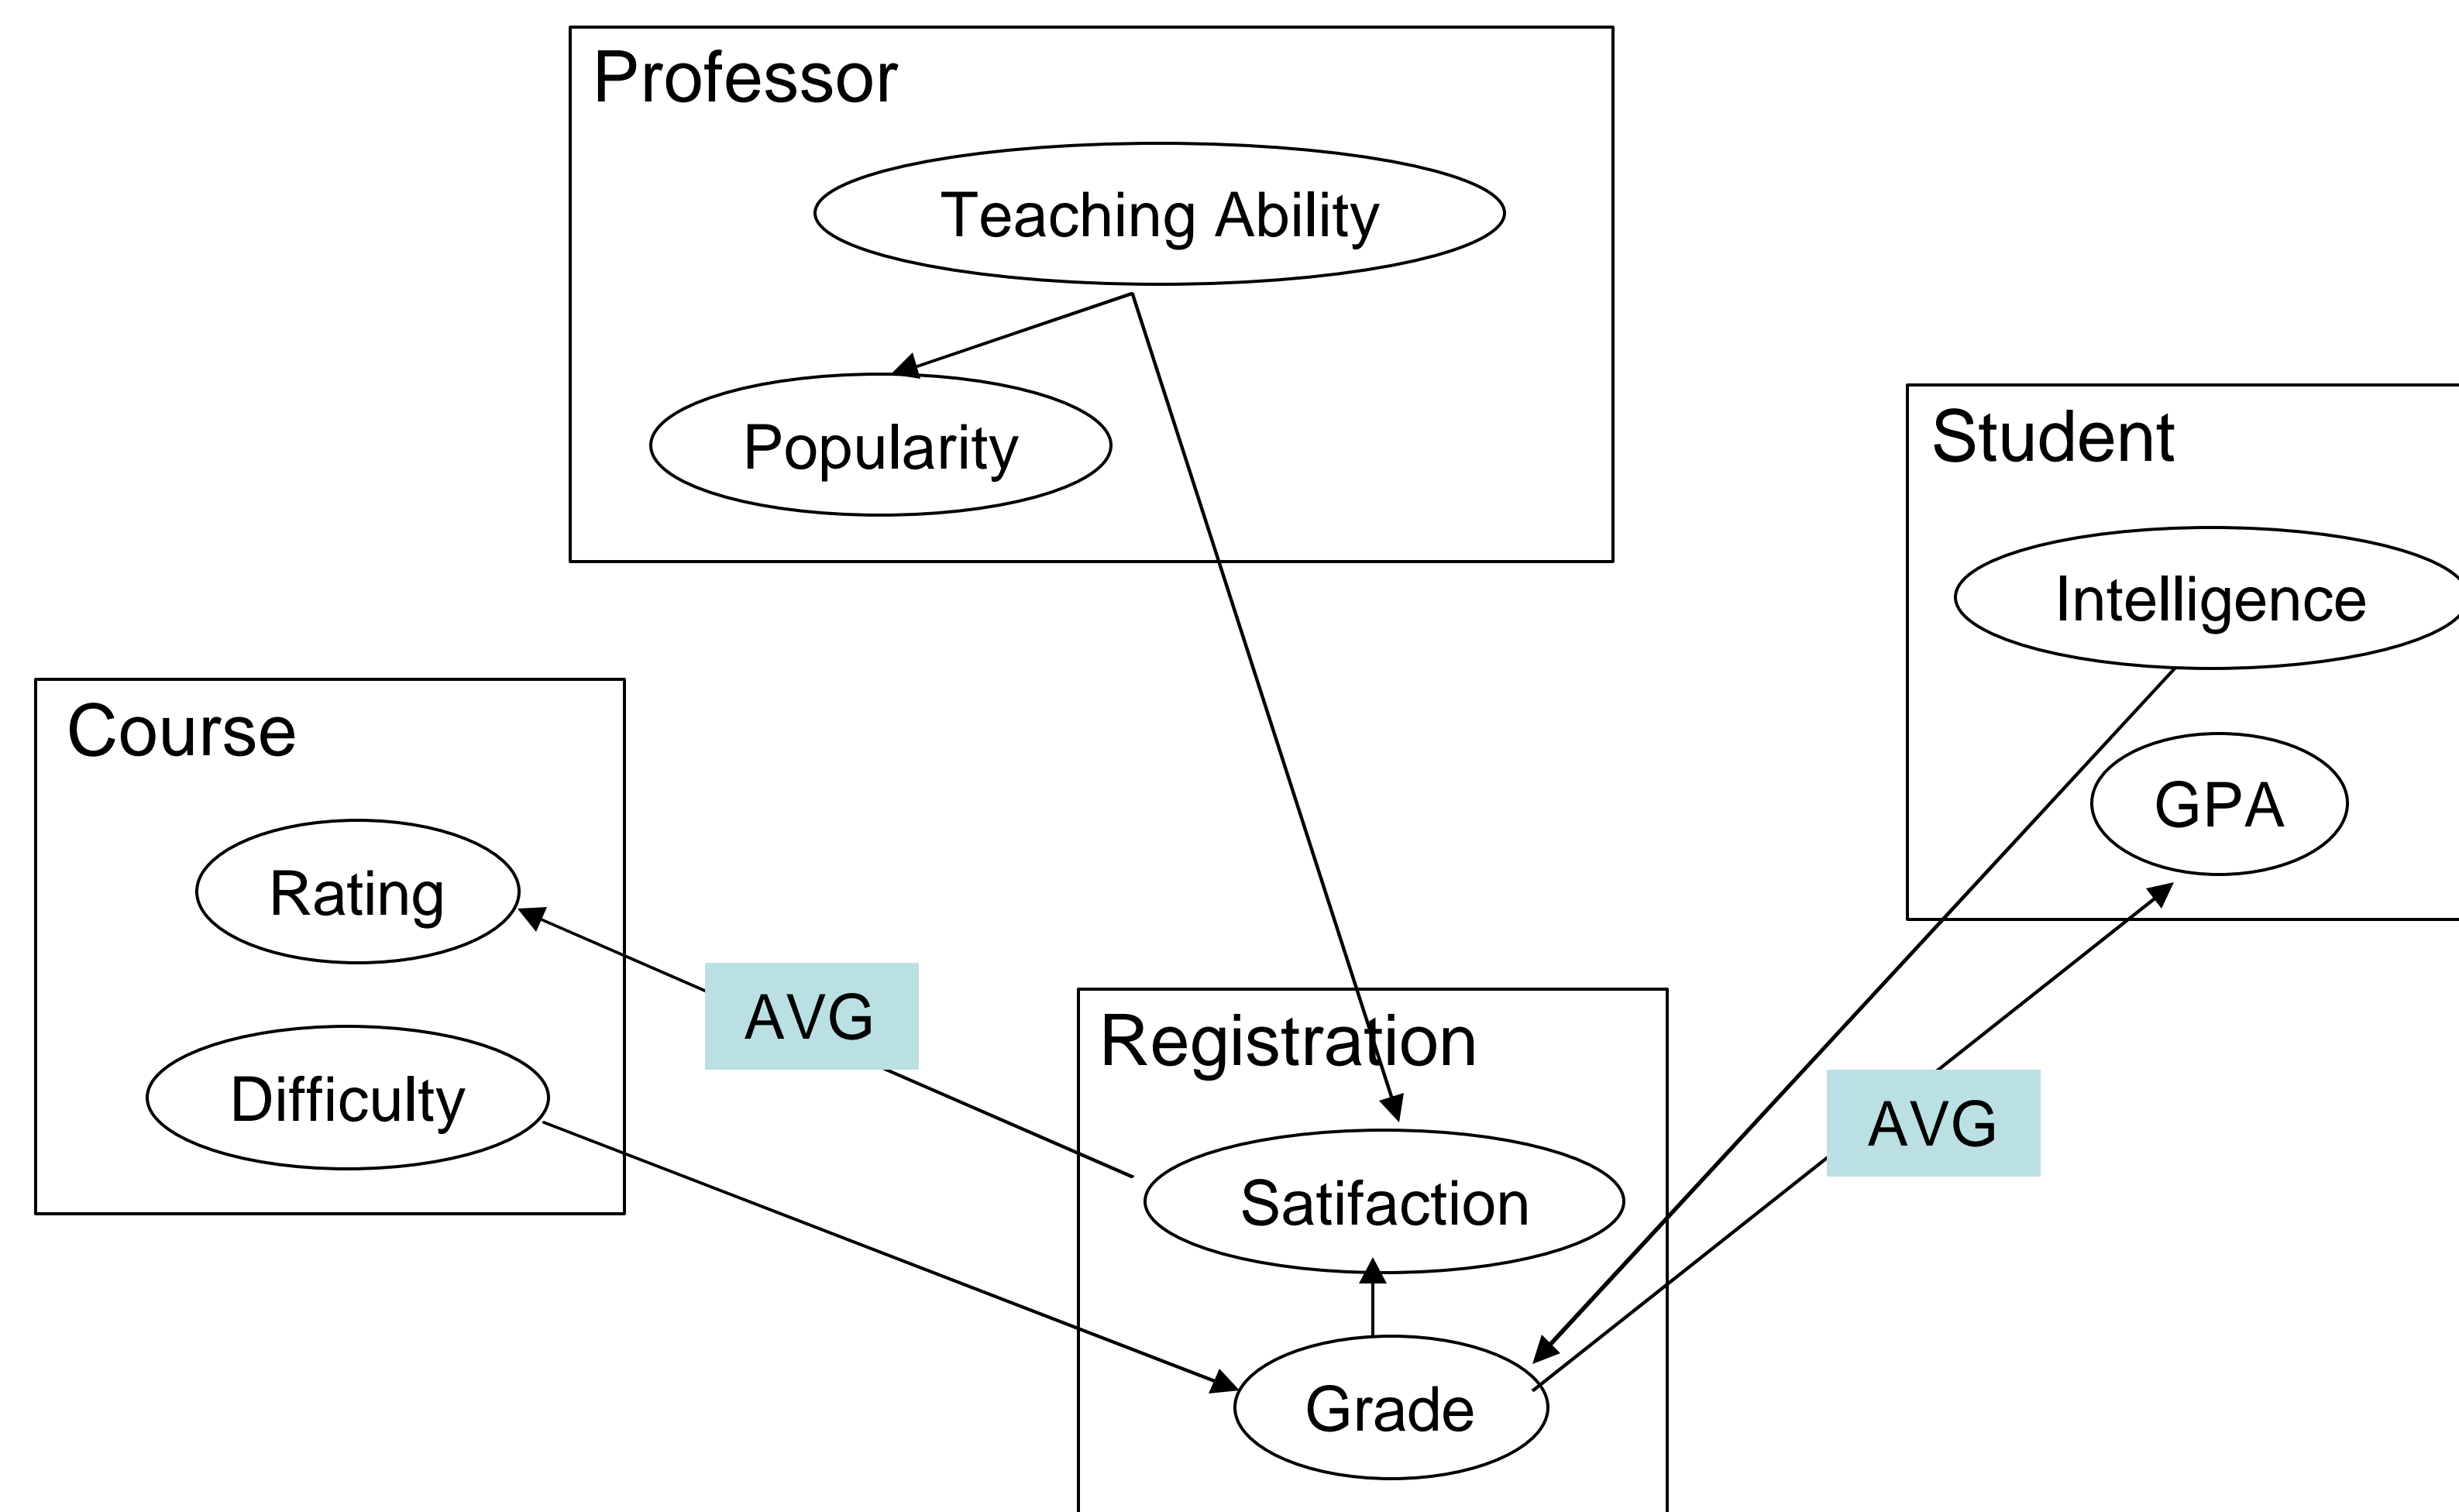 Professor
Teaching Ability
Popularity
Student
Intelligence
GPA
Course
Rating
Difficulty
AVG
Registration
Satifaction
Grade
AVG